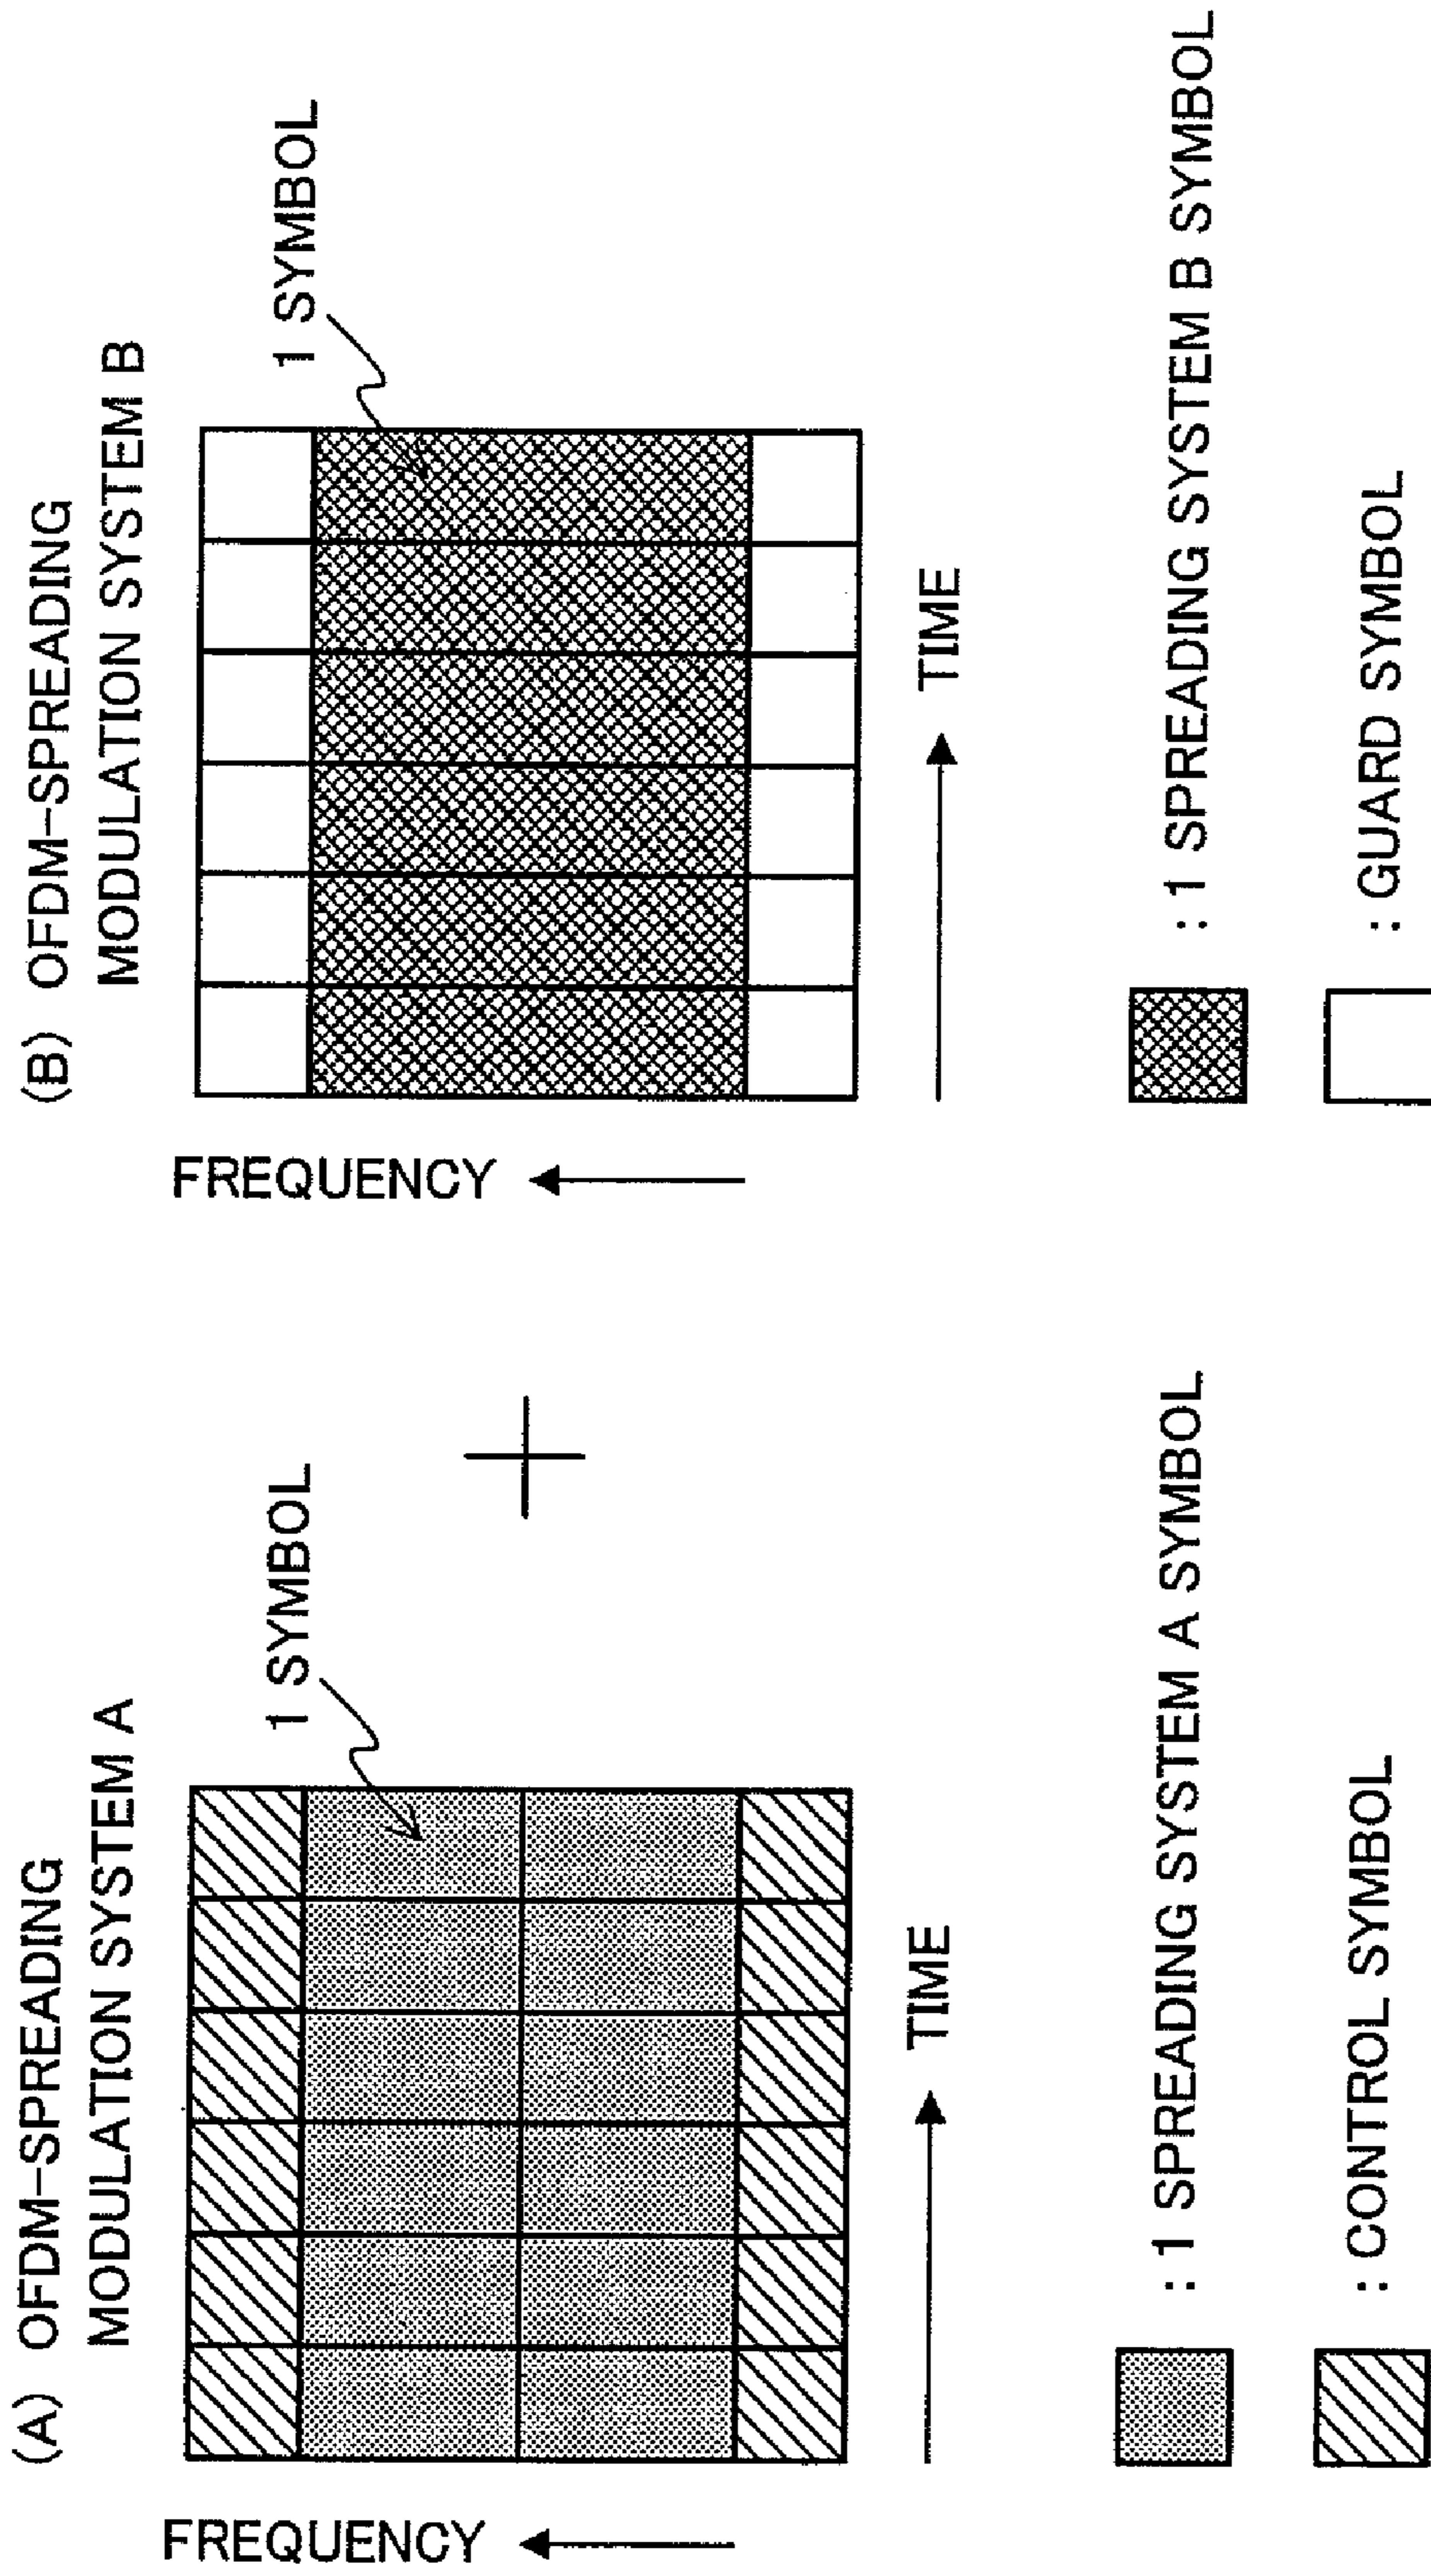 (A) OFDM-SPREADING
MODULATION SYSTEM A
1 SYMBOL
FREQUENCY
TIME
: 1 SPREADING SYSTEM A SYMBOL
: CONTROL SYMBOL
(B) OFDM-SPREADING
MODULATION SYSTEM B
1 SYMBOL
FREQUENCY
TIME
: 1 SPREADING SYSTEM B SYMBOL
: GUARD SYMBOL